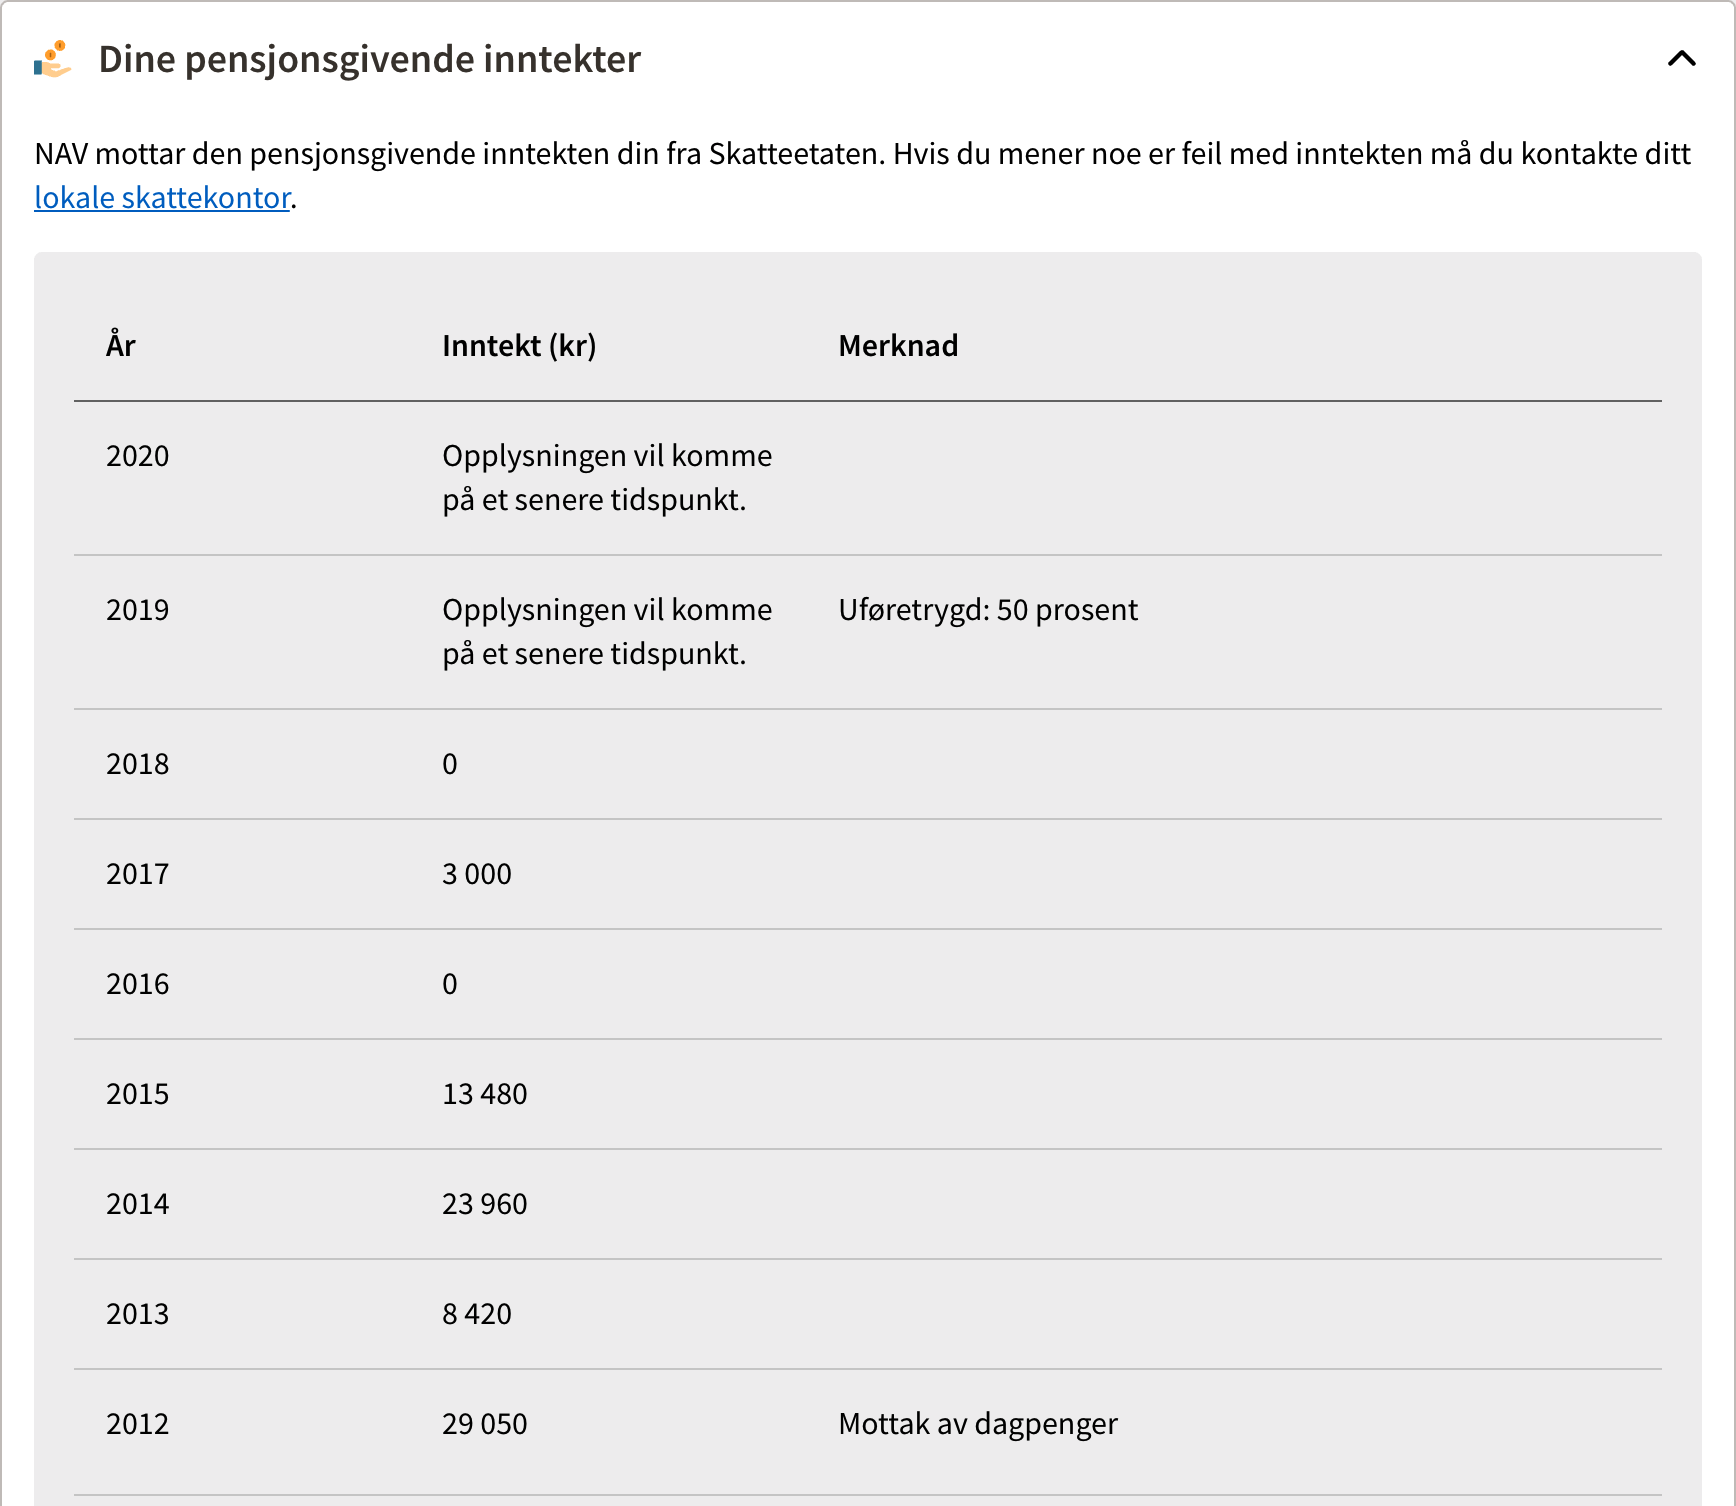 Dine pensjonsgivende inntekter
NAV mottar den pensjonsgivende inntekten din fra Skatteetaten. Hvis du mener noe er feil med inntekten må du kontakte ditt
lokale skattekontor.
År Inntekt (kr) Merknad
2020 Opplysningen vil komme
på et senere tidspunkt.
2019 Opplysningen vil komme Uføretrygd: 50 prosent
på et senere tidspunkt.
2018 0
2017 3 000
2016 0
2015 13 480
2014 23 960
2013 8 420
2012 29 050 Mottak av dagpenger